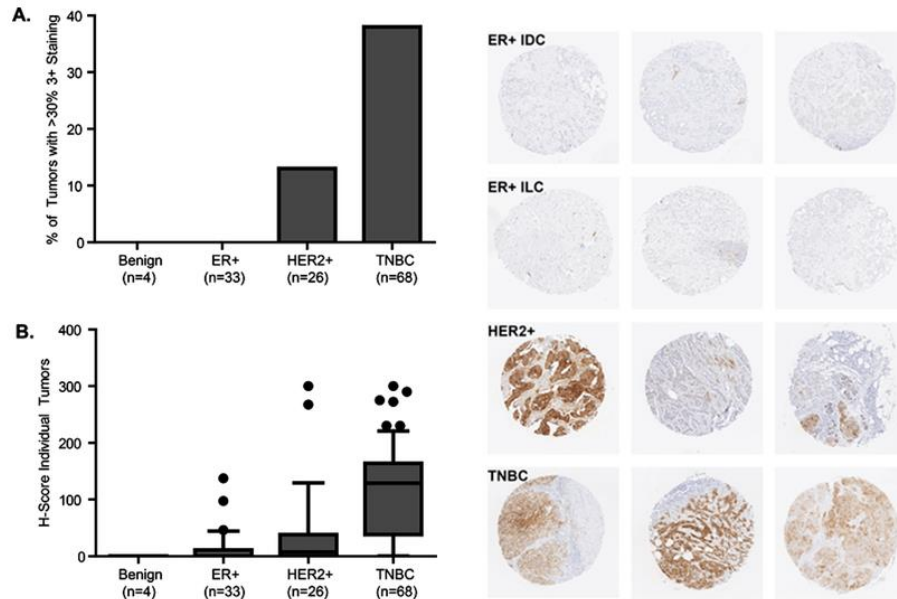 A.
% of Tumors with >30% 3+ Staining
40
30
20
10
0
Benign
(n=4)
ER+
(n=33)
HER2+
(n=26)
TNBC
(n=68)
B.
H-Score Individual Tumors
400
300
200
100
0
Benign
(n=4)
ER+
(n=33)
HER2+
(n=26)
TNBC
(n=68)
ER+ IDC
ER+ ILC
HER2+
TNBC